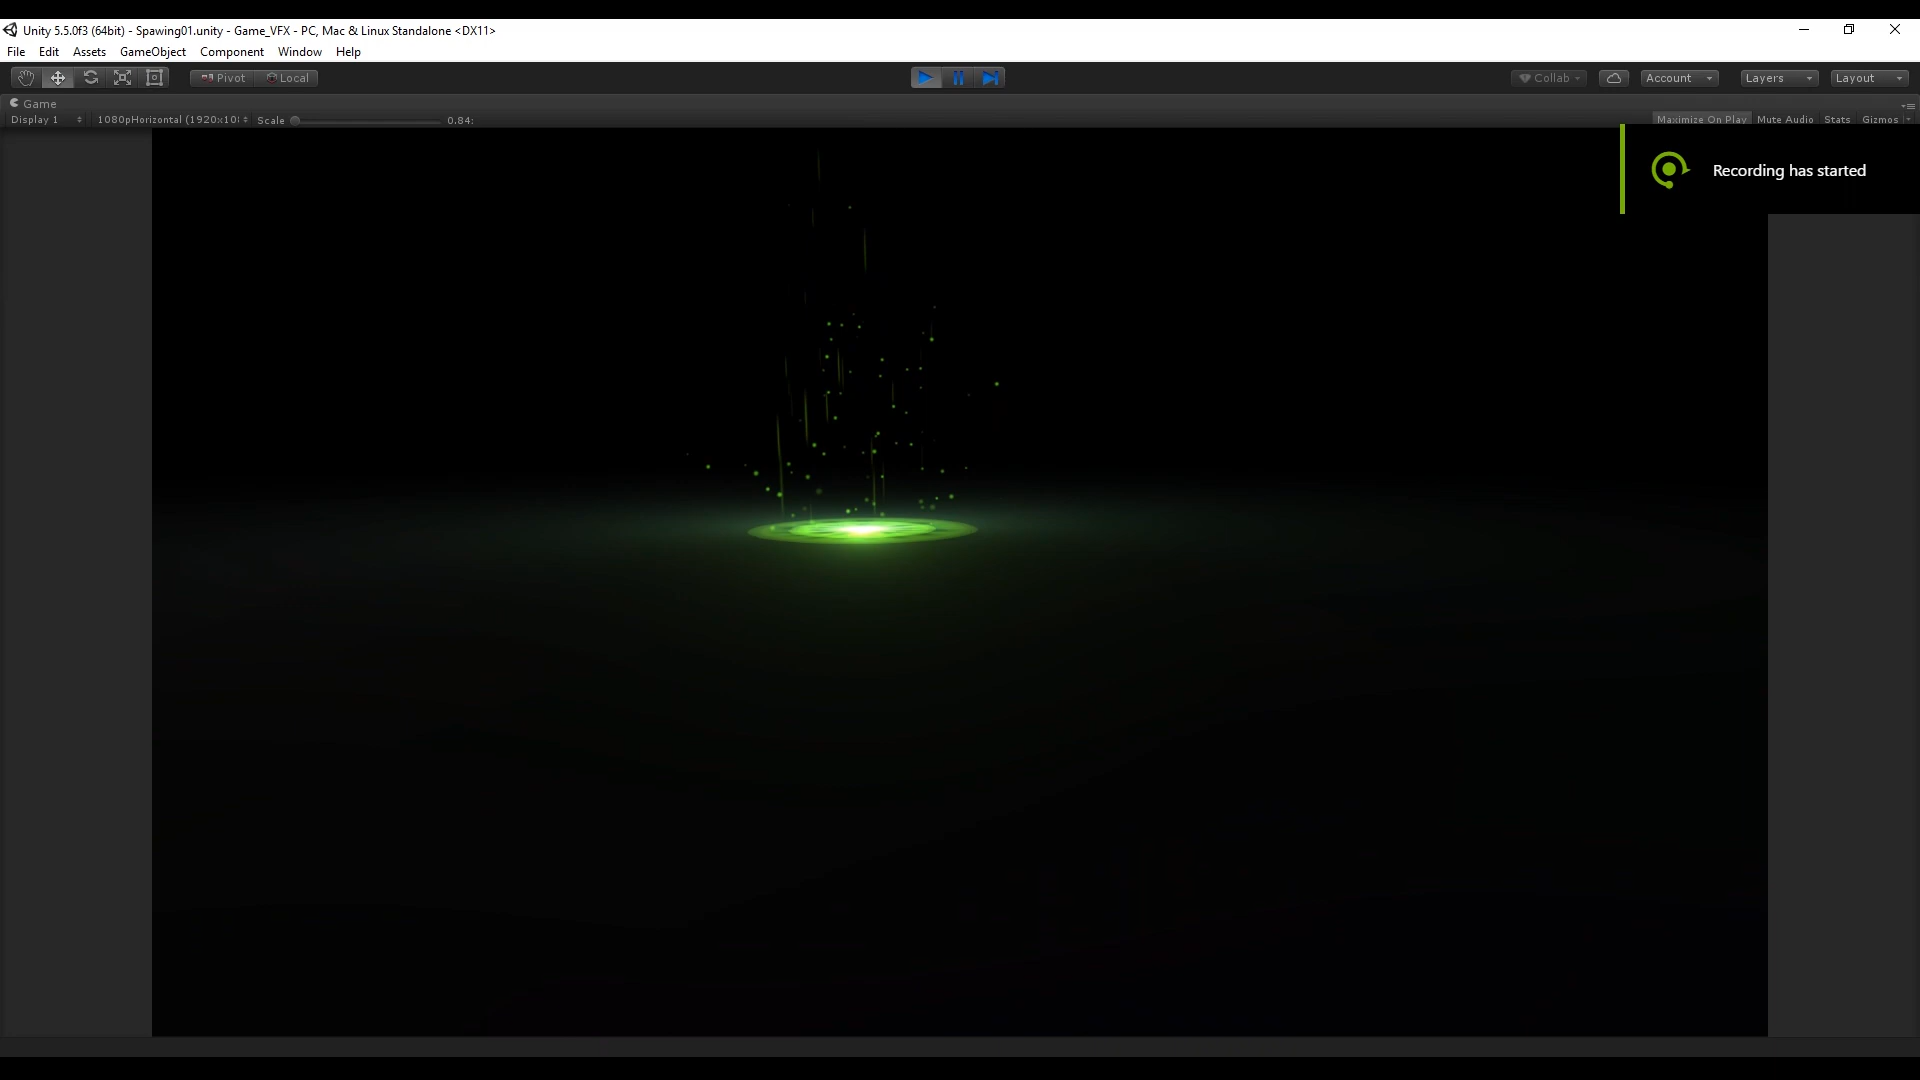 Unity 5.5.0f3 (64bit) - Spawing01.unity - Game_VFX - PC, Mac & Linux Standalone <DX11>
File Edit Assets GameObject Component Window Help
Pivot Local Collab Account Layers Layout
Game
Display 1 1080pHorizontal (1920x10 Scale 0.84: Maximize On Play Mute Audio Stats Gizmos
Recording has started